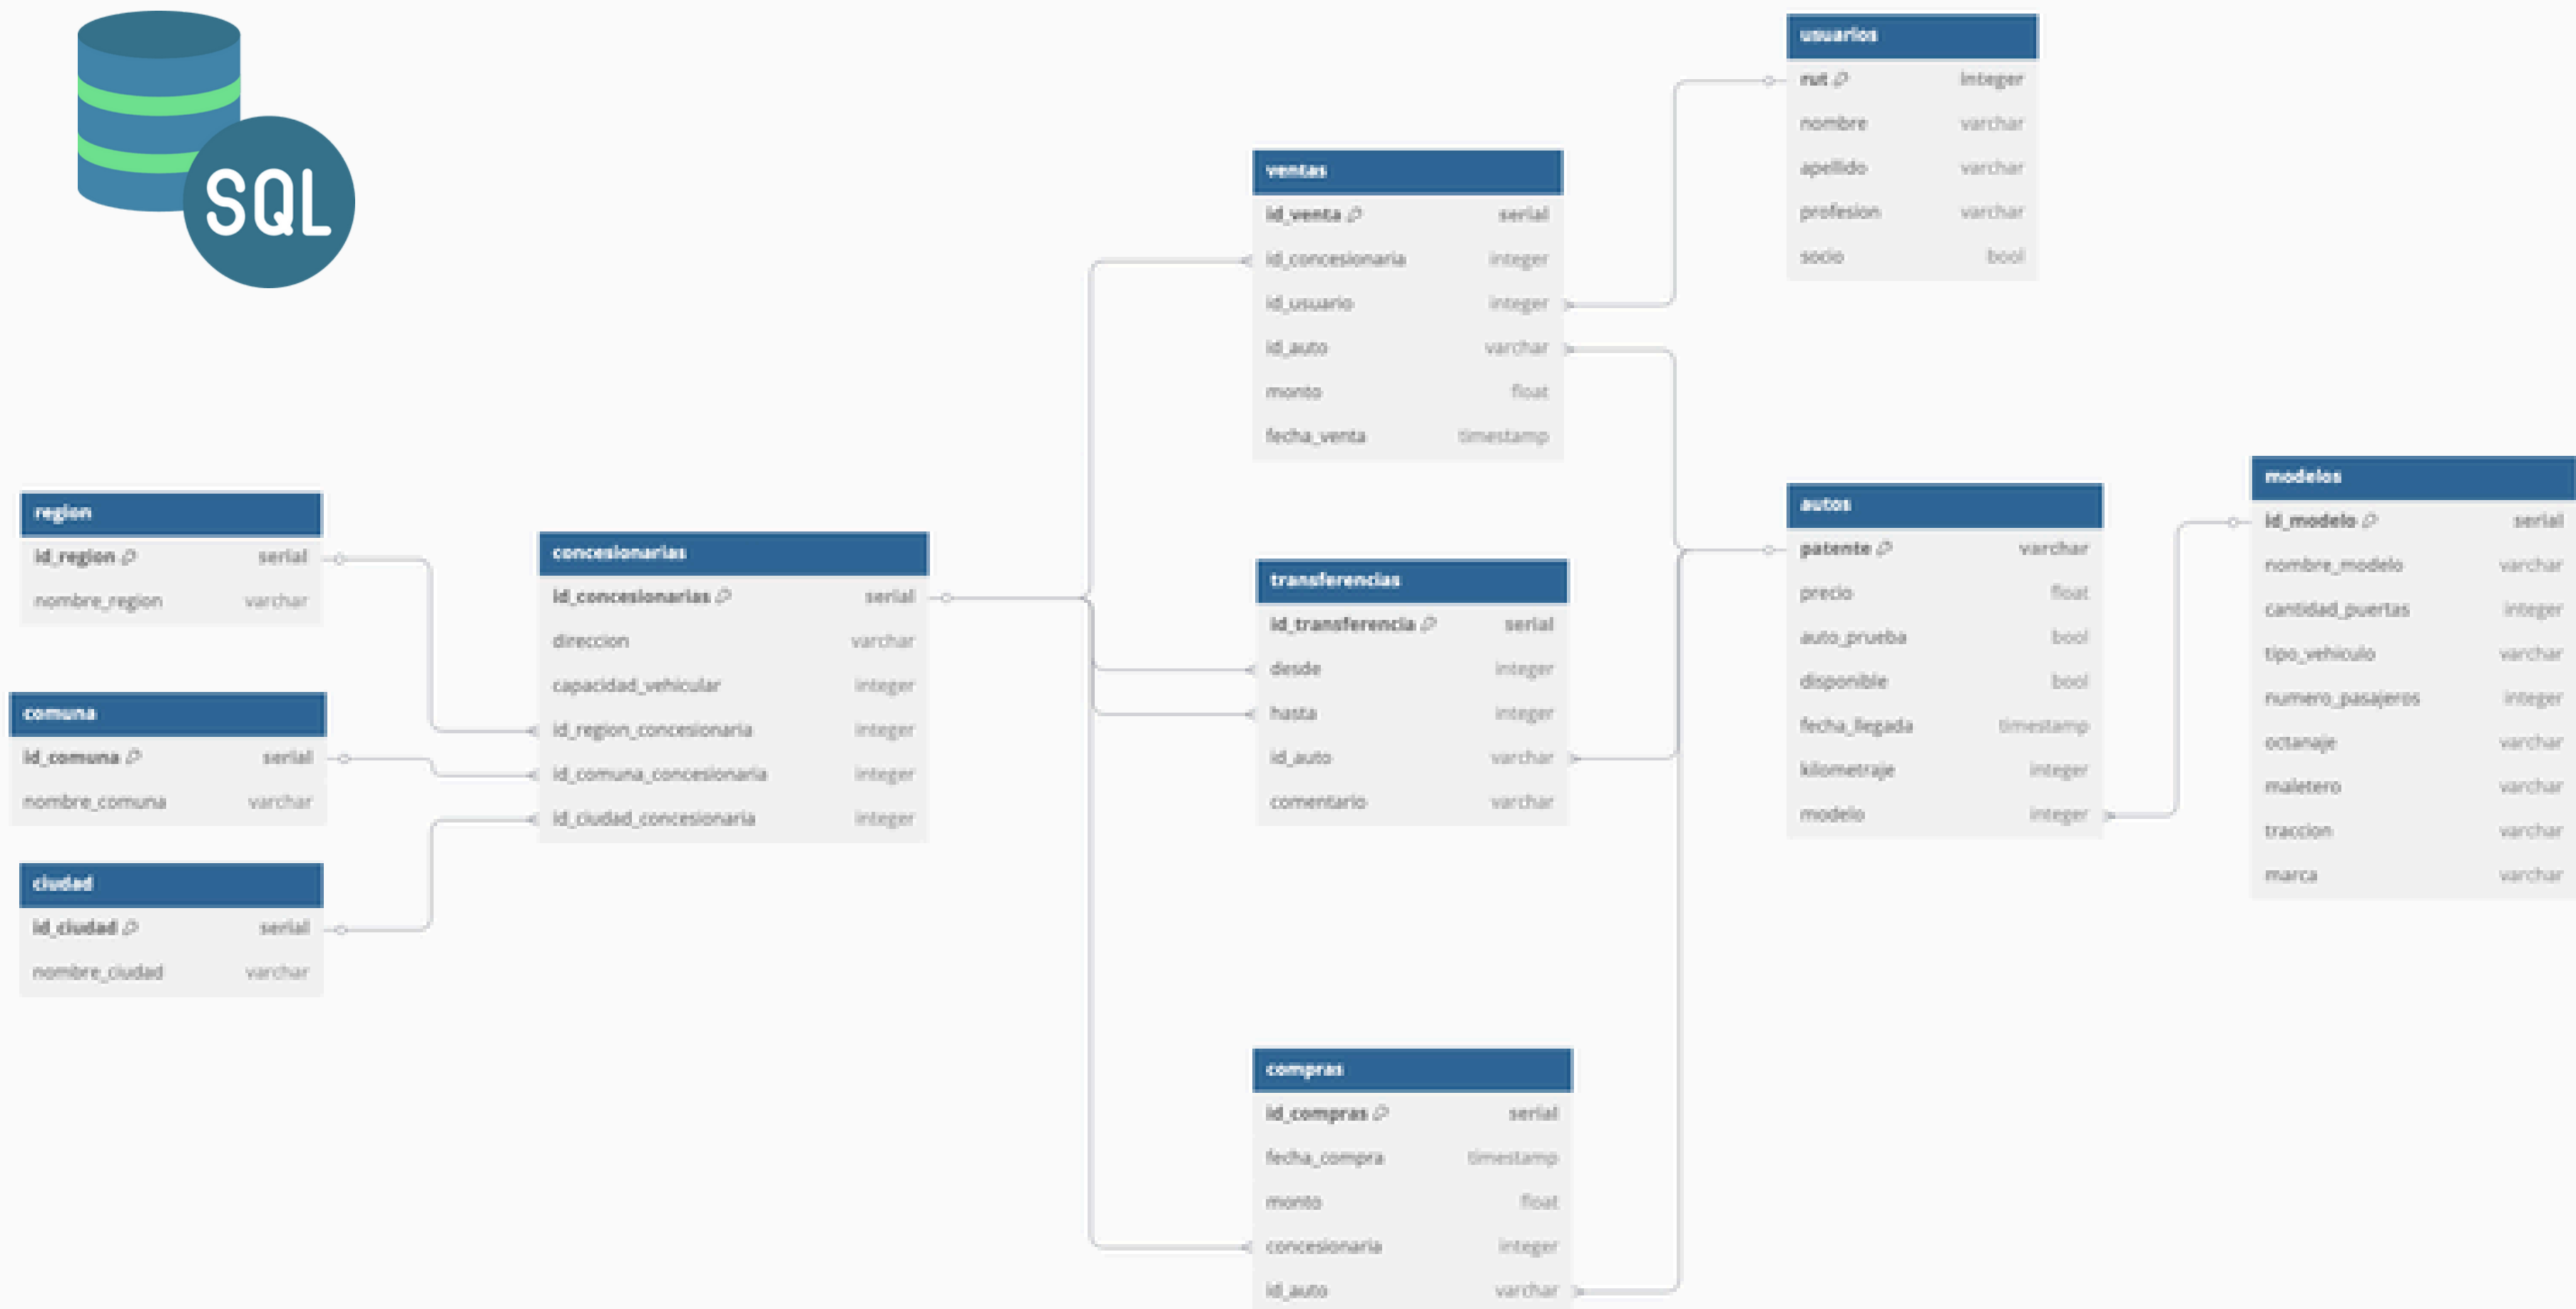 SQL
usuarios
rut integer
nombre varchar
apellido varchar
profesion varchar
socio bool
ventas
id_venta serial
id_concesionaria integer
id_usuario integer
id_auto varchar
monto float
fecha_venta timestamp
region
id_region serial
nombre_region varchar
comuna
id_comuna serial
nombre_comuna varchar
ciudad
id_ciudad serial
nombre_ciudad varchar
concesionarias
id_concesionarias serial
direccion varchar
capacidad_vehicular integer
id_region_concesionaria integer
id_comuna_concesionaria integer
id_ciudad_concesionaria integer
transferencias
id_transferencia serial
desde integer
hasta integer
id_auto varchar
comentario varchar
compras
id_compras serial
fecha_compra timestamp
monto float
concesionaria integer
id_auto varchar
autos
patente varchar
precio float
auto_prueba bool
disponible bool
fecha_llegada timestamp
kilometraje integer
modelo integer
modelos
id_modelo serial
nombre_modelo varchar
cantidad_puertas integer
tipo_vehiculo varchar
numero_pasajeros integer
octanaje varchar
maletero varchar
traccion varchar
marca varchar